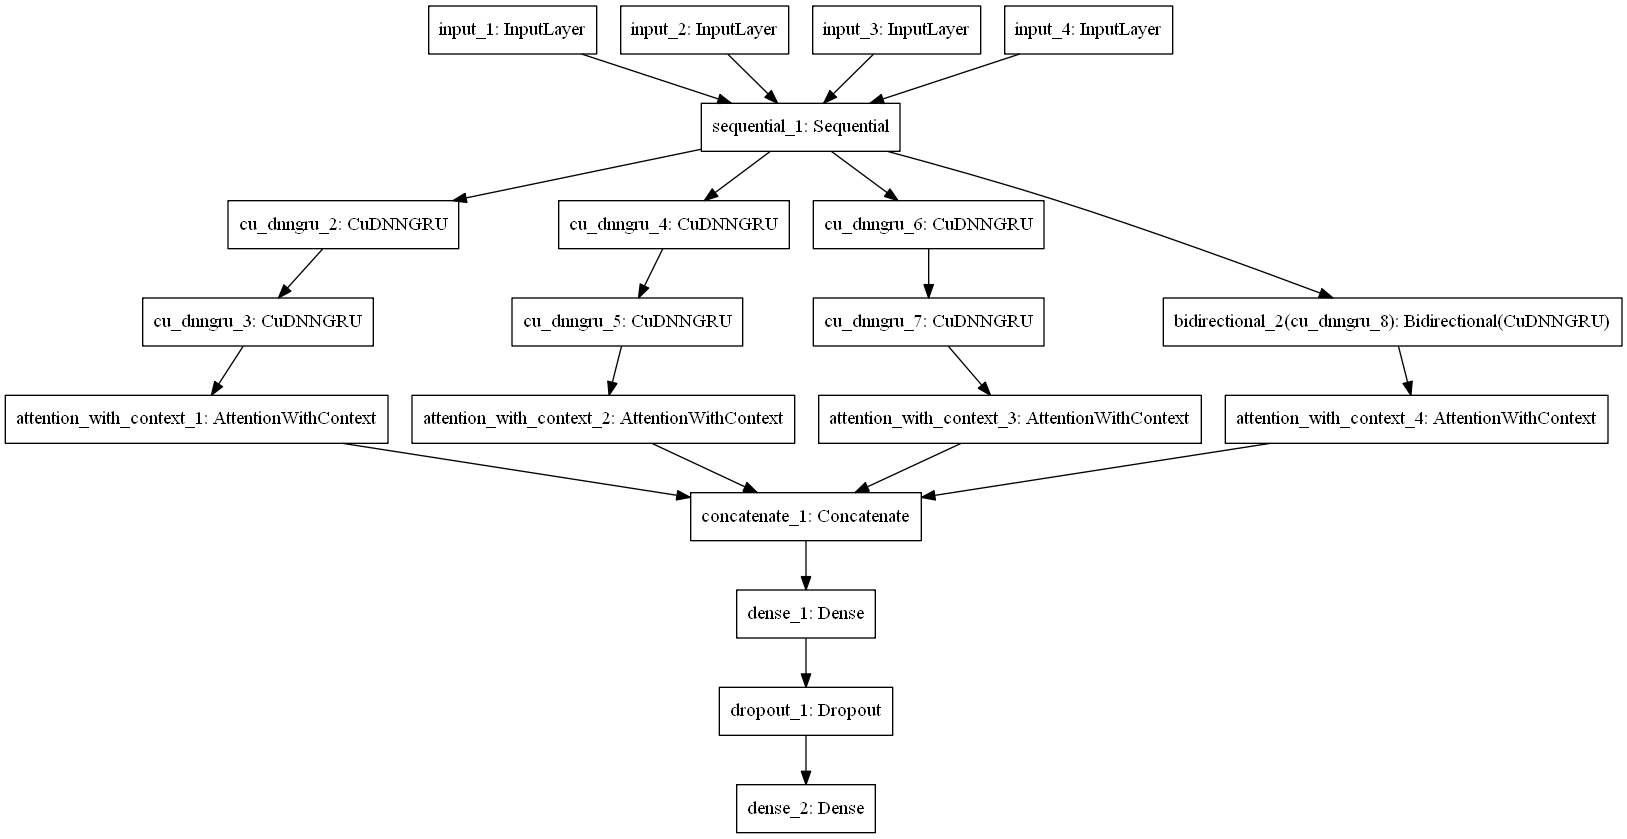 input_1: InputLayer
input_2: InputLayer
input_3: InputLayer
input_4: InputLayer
sequential_1: Sequential
cu_dnngru_2: CuDNNGRU
cu_dnngru_4: CuDNNGRU
cu_dnngru_6: CuDNNGRU
cu_dnngru_3: CuDNNGRU
cu_dnngru_5: CuDNNGRU
cu_dnngru_7: CuDNNGRU
bidirectional_2(cu_dnngru_8): Bidirectional(CuDNNGRU)
attention_with_context_1: AttentionWithContext
attention_with_context_2: AttentionWithContext
attention_with_context_3: AttentionWithContext
attention_with_context_4: AttentionWithContext
concatenate_1: Concatenate
dense_1: Dense
dropout_1: Dropout
dense_2: Dense